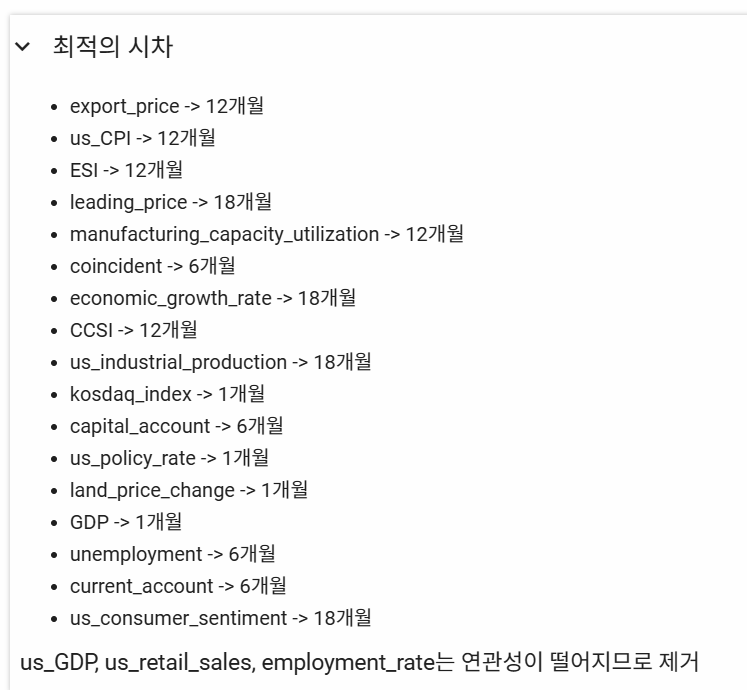 최적의 시차
• export_price -> 12개월
• us_CPI -> 12개월
• ESI -> 12개월
• leading_price -> 18개월
• manufacturing_capacity_utilization -> 12개월
• coincident -> 6개월
• economic_growth_rate -> 18개월
• CCSI -> 12개월
• us_industrial_production -> 18개월
• kosdaq_index -> 1개월
• capital_account -> 6개월
• us_policy_rate -> 1개월
• land_price_change -> 1개월
• GDP -> 1개월
• unemployment -> 6개월
• current_account -> 6개월
• us_consumer_sentiment -> 18개월
us_GDP, us_retail_sales, employment_rate는 연관성이 떨어지므로 제거